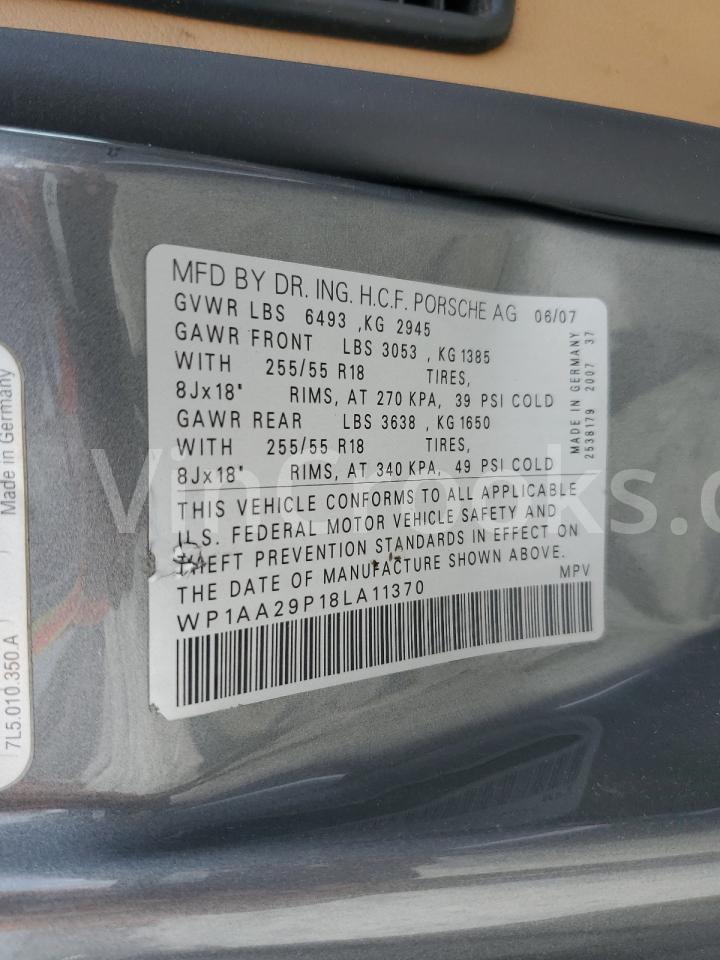 MFD BY DR. ING. H.C.F. PORSCHE AG 06/07
GVWR LBS 6493 ,KG 2945
GAWR FRONT LBS 3053 , KG 1385
WITH 255/55 R18 TIRES,
8Jx18" RIMS, AT 270 KPA, 39 PSI COLD
GAWR REAR LBS 3638 , KG 1650
WITH 255/55 R18 TIRES,
8Jx18" RIMS, AT 340 KPA, 49 PSI COLD
THIS VEHICLE CONFORMS TO ALL APPLICABLE
U.S. FEDERAL MOTOR VEHICLE SAFETY AND
THEFT PREVENTION STANDARDS IN EFFECT ON
THE DATE OF MANUFACTURE SHOWN ABOVE.
WP1AA29P18LA11370 MPV
MADE IN GERMANY
2538179 2007 37
Made in Germany
7L5.010.350.A
VinCrooks.c